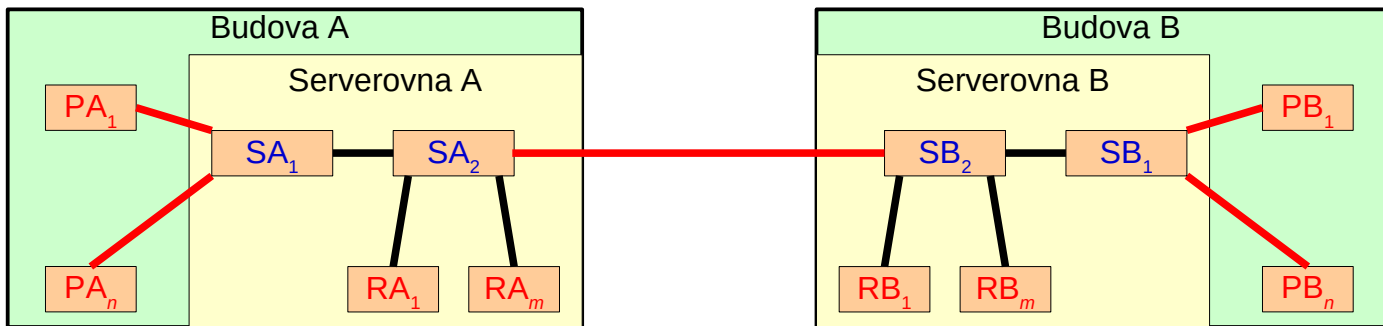 Budova A
Budova B
Serverovna A
Serverovna B
PA₁
PB₁
SA₁
SA₂
SB₂
SB₁
PAₙ
RA₁
RAₘ
RB₁
RBₘ
PBₙ